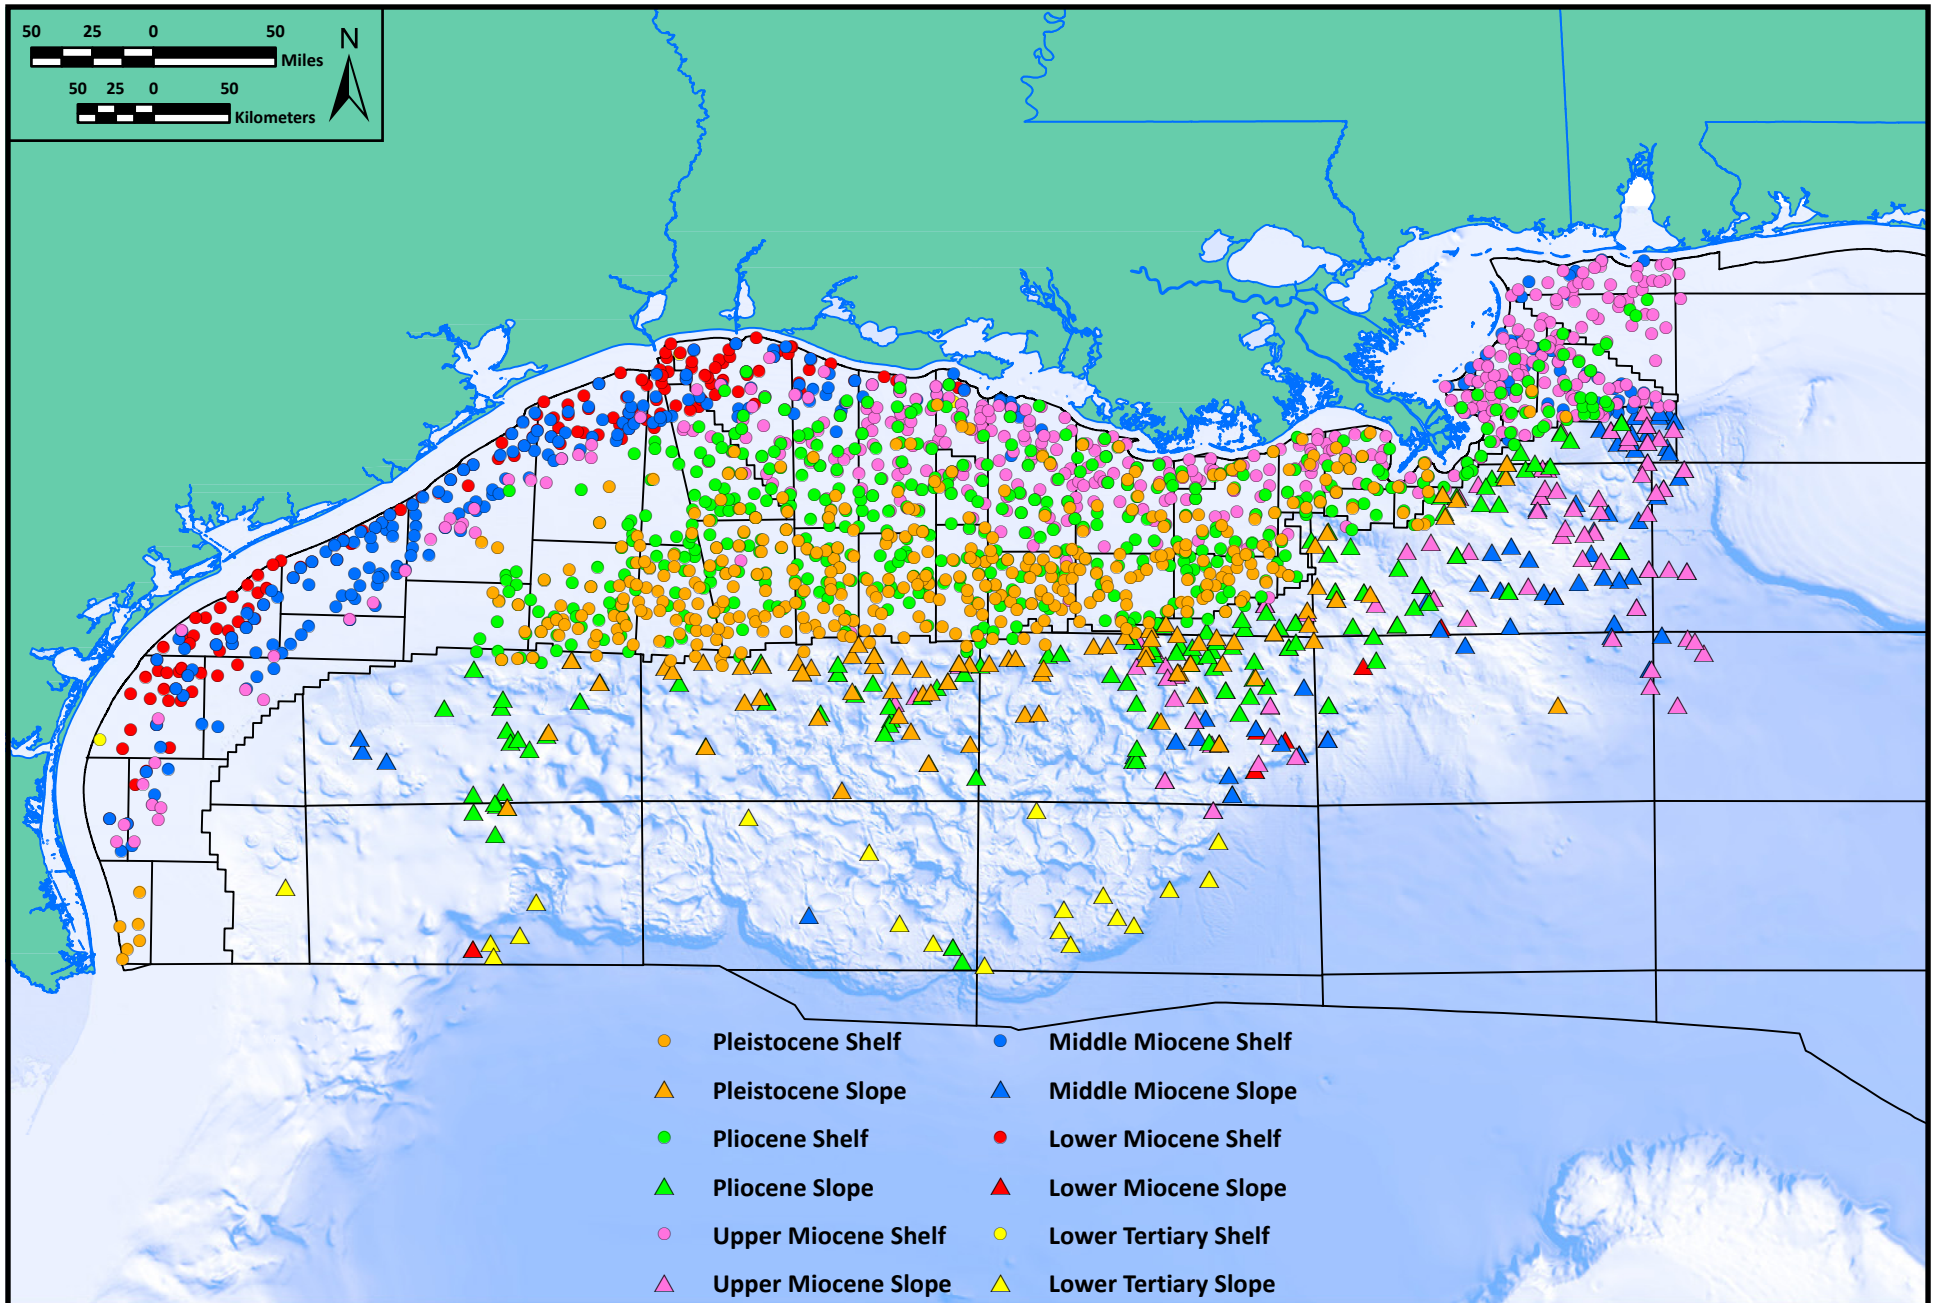 50 25 0 50
Miles
50 25 0 50
Kilometers
N
Pleistocene Shelf
Pleistocene Slope
Pliocene Shelf
Pliocene Slope
Upper Miocene Shelf
Upper Miocene Slope
Middle Miocene Shelf
Middle Miocene Slope
Lower Miocene Shelf
Lower Miocene Slope
Lower Tertiary Shelf
Lower Tertiary Slope